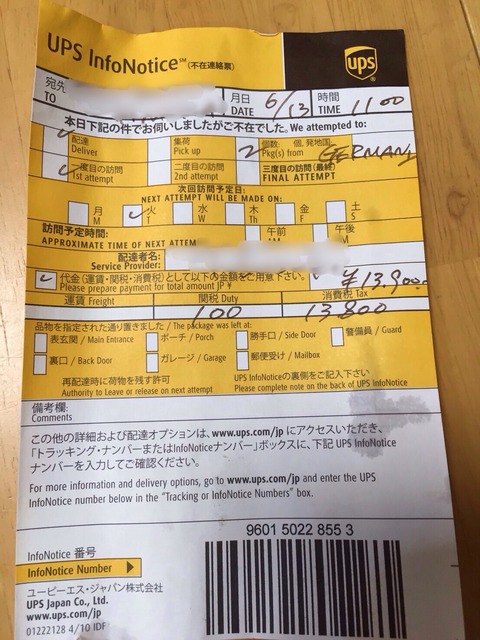 UPS InfoNotice℠ (不在連絡票)
ups
宛先
TO
月日 DATE 6/13 時間 TIME 11:00
本日下記の件でお伺いしましたがご不在でした。We attempted to:
配達 Deliver
集荷 Pick up
2 個数: 個, 発地国 Pkg(s) from GERMANY
一度目の訪問 1st attempt
二度目の訪問 2nd attempt
三度目の訪問 (最終) FINAL ATTEMPT
次回訪問予定日:
NEXT ATTEMPT WILL BE MADE ON:
月 M 火 T 水 W 木 Th 金 F 土 S
訪問予定時間: 午前 午後
APPROXIMATE TIME OF NEXT ATTEM
配達者名:
Service Provider:
代金(運賃・関税・消費税)として以下の金額をご用意下さい。
Please prepare payment for total amount JP ¥ ¥13,900
運賃 Freight 関税 Duty 消費税 Tax
100 13,800
品物を指定された通り置きました / The package was left at:
表玄関 / Main Entrance ポーチ / Porch 勝手口 / Side Door 警備員 / Guard
裏口 / Back Door ガレージ / Garage 郵便受け / Mailbox
再配達時に荷物を残す許可 UPS InfoNoticeの裏側をご記入下さい
Authority to Leave or release on next attempt Please complete note on the back of UPS InfoNotice
備考欄:
Comments
この他の詳細および配達オプションは、www.ups.com/jp にアクセスいただき、
「トラッキング・ナンバーまたはInfoNoticeナンバー」ボックスに、下記 UPS InfoNotice
ナンバーを入力してご確認ください。
For more information and delivery options, go to www.ups.com/jp and enter the UPS
InfoNotice number below in the "Tracking or InfoNotice Numbers" box.
9601 5022 855 3
InfoNotice 番号
InfoNotice Number
ユーピーエス・ジャパン株式会社
UPS Japan Co., Ltd.
www.ups.com/jp
01222128 4/10 IDF